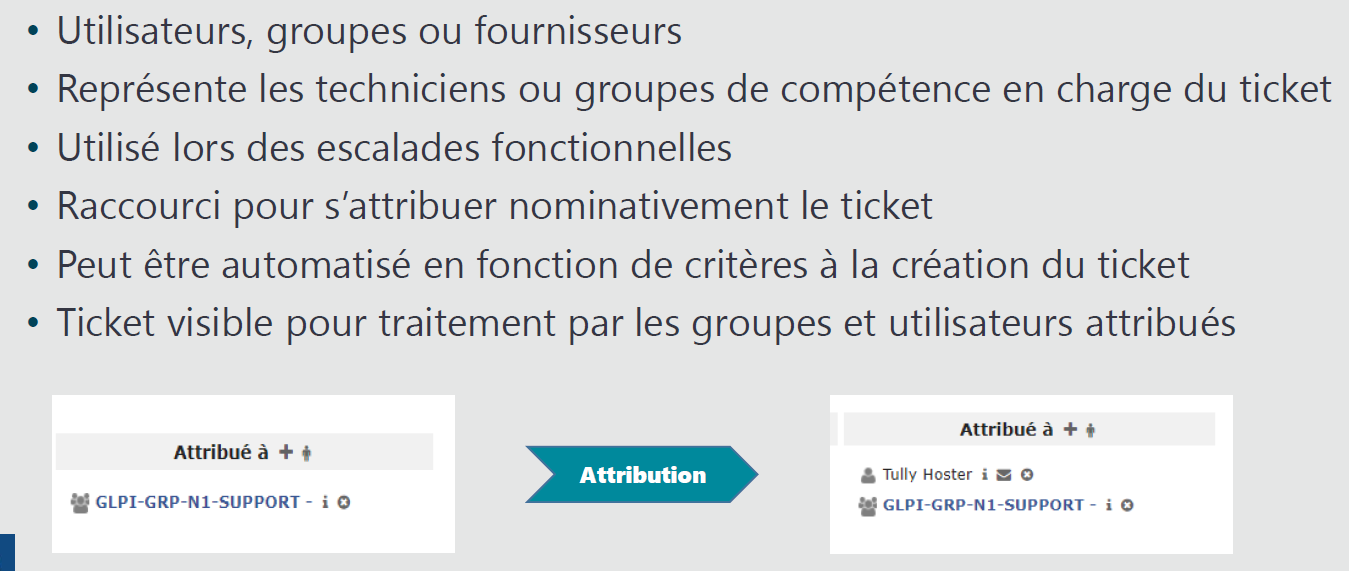 • Utilisateurs, groupes ou fournisseurs
• Représente les techniciens ou groupes de compétence en charge du ticket
• Utilisé lors des escalades fonctionnelles
• Raccourci pour s’attribuer nominativement le ticket
• Peut être automatisé en fonction de critères à la création du ticket
• Ticket visible pour traitement par les groupes et utilisateurs attribués
Attribué à +
GLPI-GRP-N1-SUPPORT - i
Attribution
Attribué à +
Tully Hoster i
GLPI-GRP-N1-SUPPORT - i